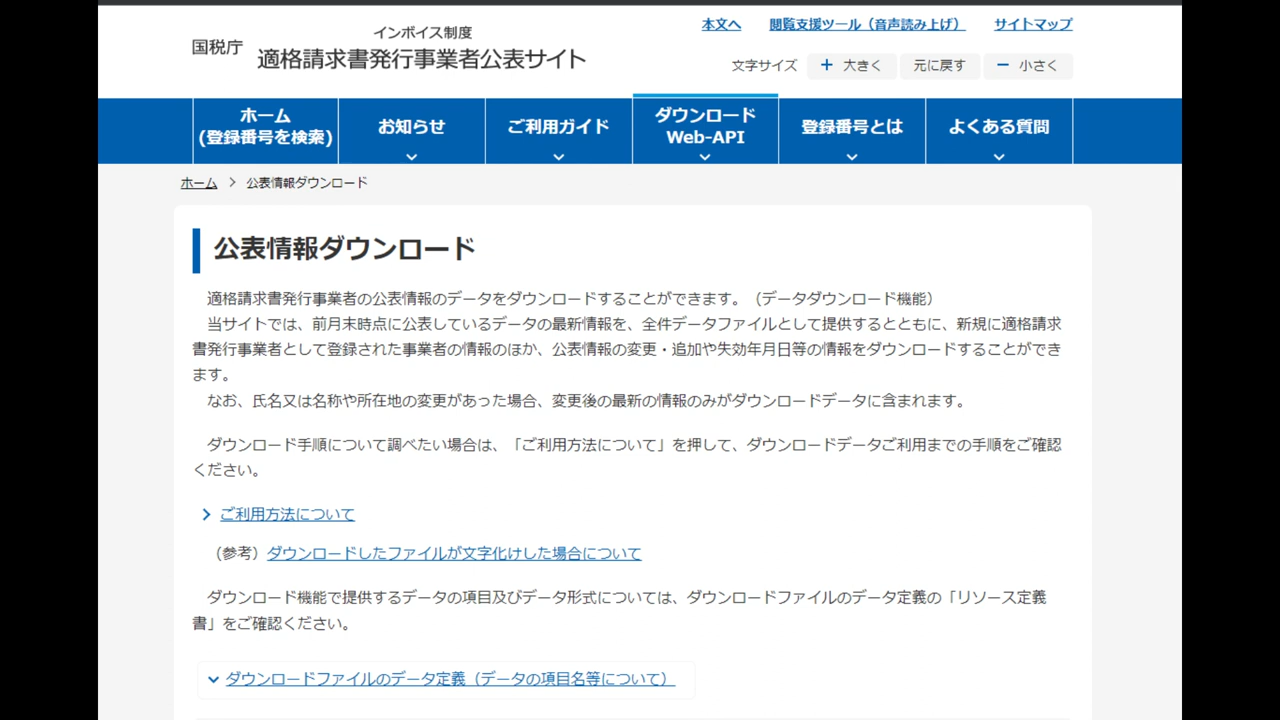 本文へ 閲覧支援ツール（音声読み上げ） サイトマップ
国税庁
インボイス制度
適格請求書発行事業者公表サイト
文字サイズ + 大きく 元に戻す － 小さく
ホーム
(登録番号を検索)
お知らせ
ご利用ガイド
ダウンロード
Web-API
登録番号とは
よくある質問
ホーム > 公表情報ダウンロード
公表情報ダウンロード
適格請求書発行事業者の公表情報のデータをダウンロードすることができます。（データダウンロード機能）
当サイトでは、前月末時点に公表しているデータの最新情報を、全件データファイルとして提供するとともに、新規に適格請求
書発行事業者として登録された事業者の情報のほか、公表情報の変更・追加や失効年月日等の情報をダウンロードすることができ
ます。
なお、氏名又は名称や所在地の変更があった場合、変更後の最新の情報のみがダウンロードデータに含まれます。
ダウンロード手順について調べたい場合は、「ご利用方法について」を押して、ダウンロードデータご利用までの手順をご確認
ください。
ご利用方法について
（参考）ダウンロードしたファイルが文字化けした場合について
ダウンロード機能で提供するデータの項目及びデータ形式については、ダウンロードファイルのデータ定義の「リソース定義
書」をご確認ください。
ダウンロードファイルのデータ定義（データの項目名等について）